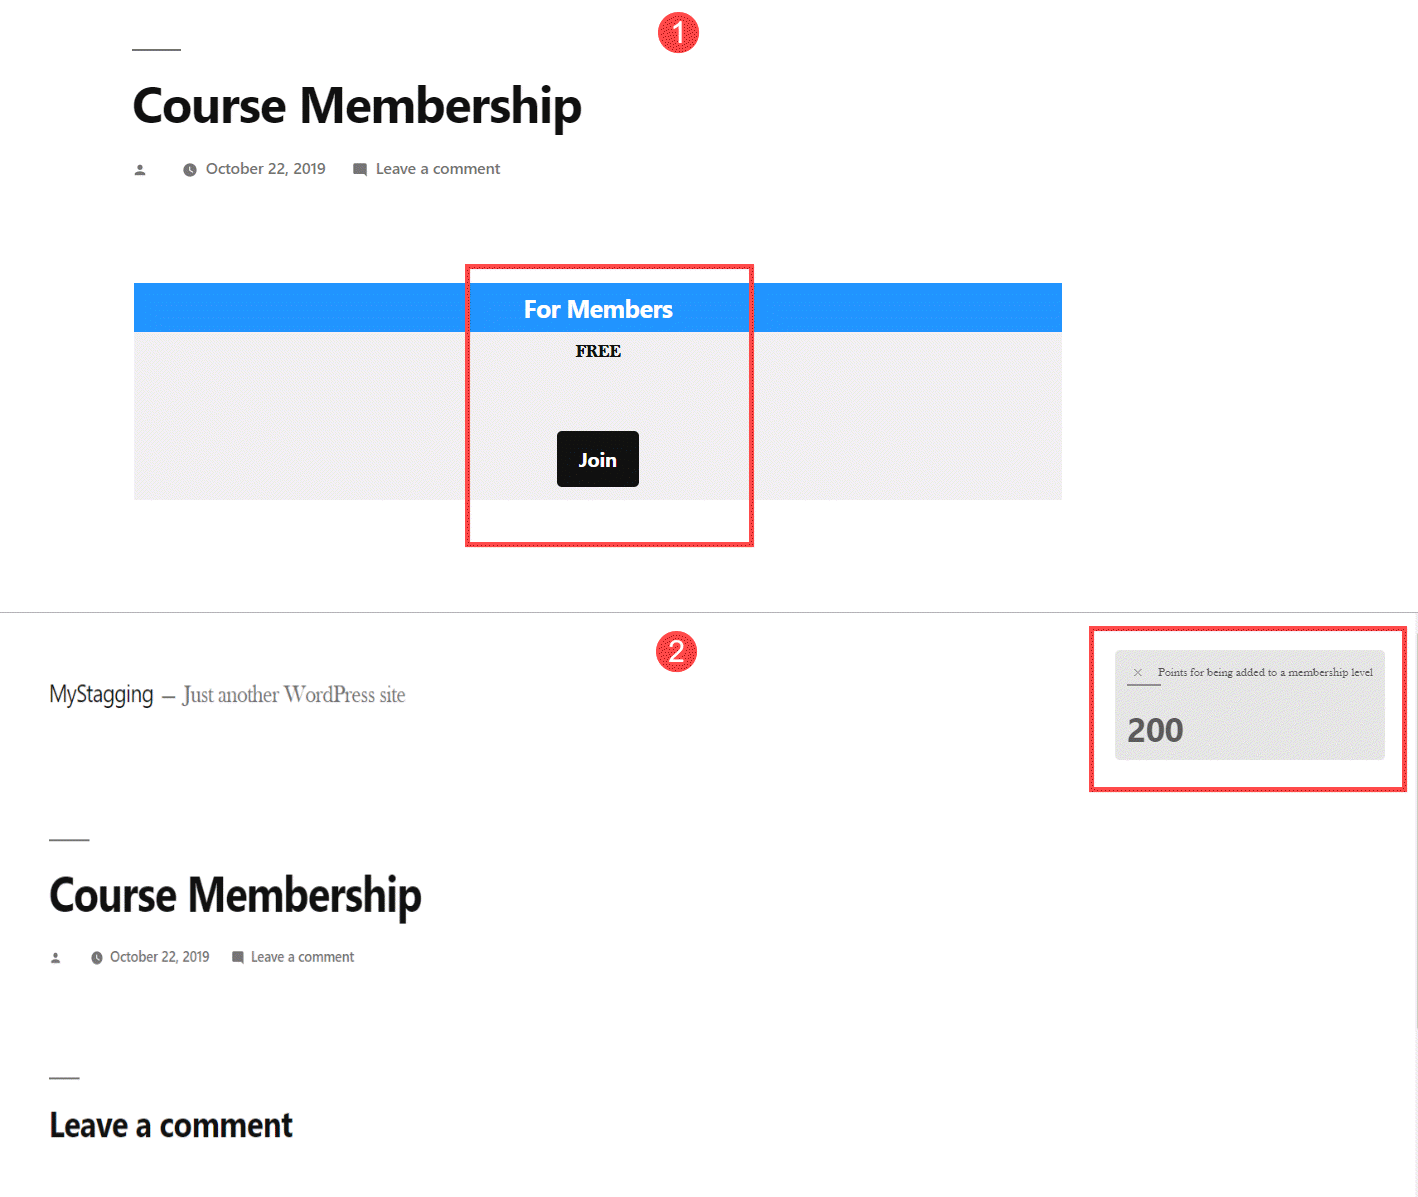 1
Course Membership
October 22, 2019 Leave a comment
For Members
FREE
Join
2
× Points for being added to a membership level
MyStagging — Just another WordPress site
200
Course Membership
October 22, 2019 Leave a comment
Leave a comment